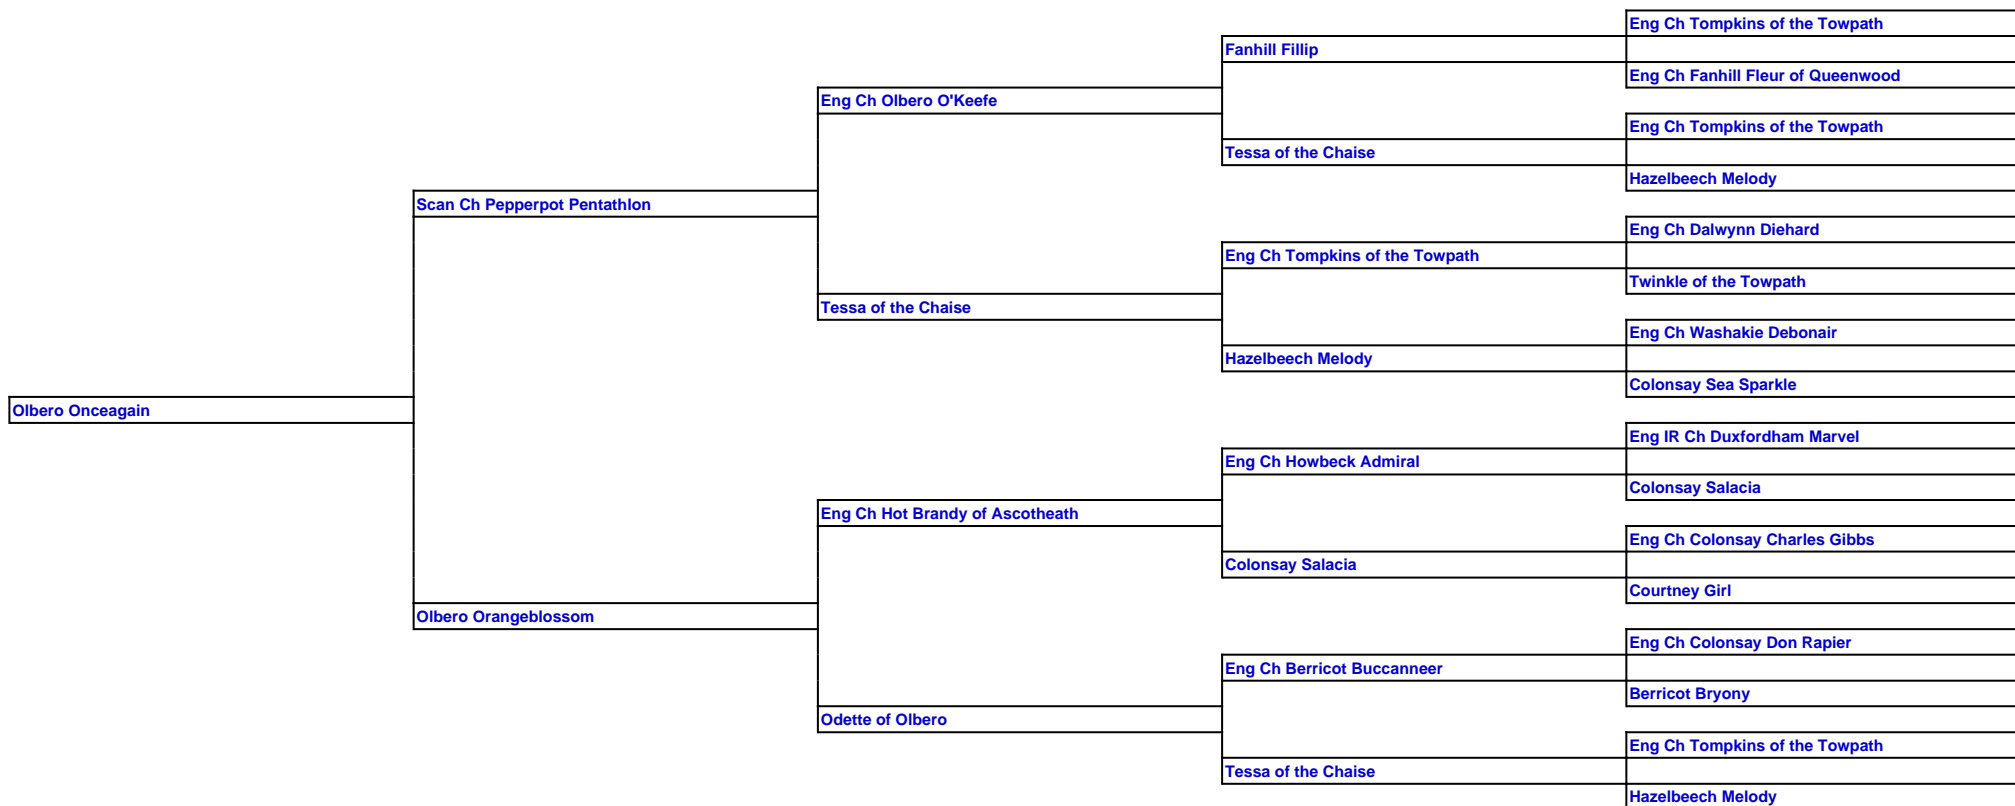 Eng Ch Tompkins of the Towpath
Fanhill Fillip
Eng Ch Fanhill Fleur of Queenwood
Eng Ch Olbero O'Keefe
Eng Ch Tompkins of the Towpath
Tessa of the Chaise
Hazelbeech Melody
Scan Ch Pepperpot Pentathlon
Eng Ch Dalwynn Diehard
Eng Ch Tompkins of the Towpath
Twinkle of the Towpath
Tessa of the Chaise
Eng Ch Washakie Debonair
Hazelbeech Melody
Colonsay Sea Sparkle
Olbero Onceagain
Eng IR Ch Duxfordham Marvel
Eng Ch Howbeck Admiral
Colonsay Salacia
Eng Ch Hot Brandy of Ascotheath
Eng Ch Colonsay Charles Gibbs
Colonsay Salacia
Courtney Girl
Olbero Orangeblossom
Eng Ch Colonsay Don Rapier
Eng Ch Berricot Buccanneer
Berricot Bryony
Odette of Olbero
Eng Ch Tompkins of the Towpath
Tessa of the Chaise
Hazelbeech Melody